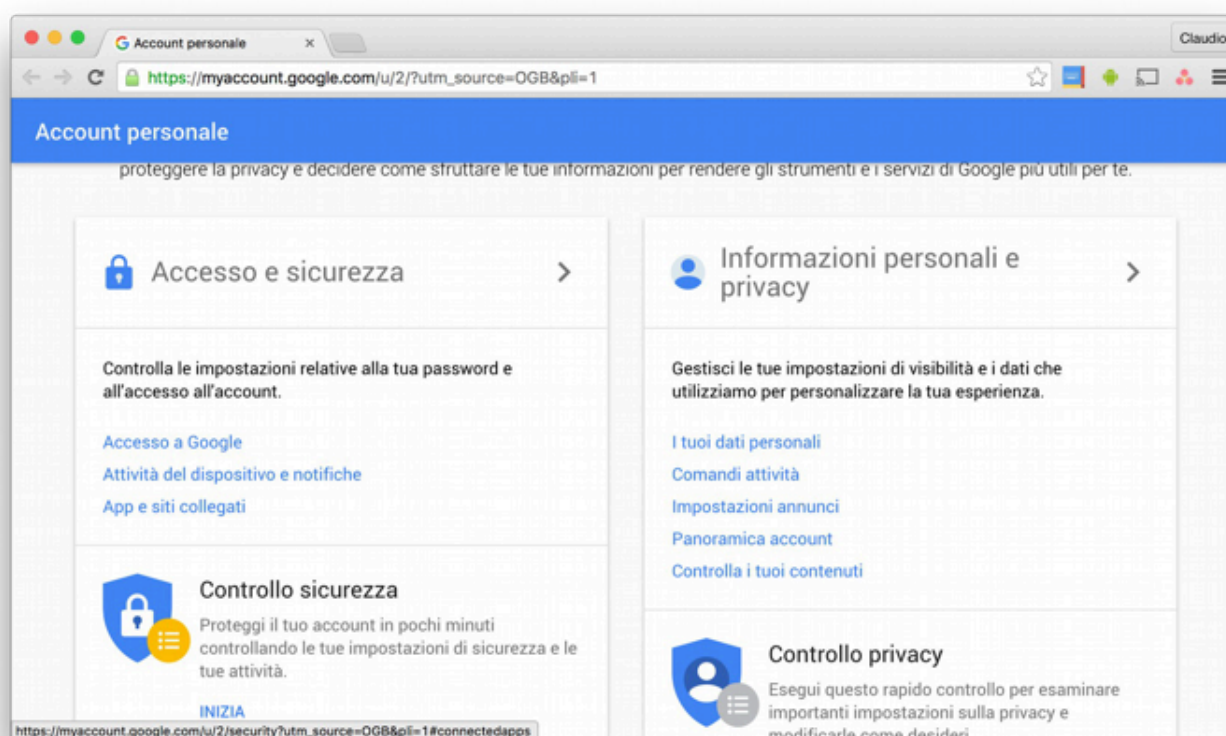 Account personale
Claudio
https://myaccount.google.com/u/2/?utm_source=OGB&pli=1
Account personale
proteggere la privacy e decidere come sfruttare le tue informazioni per rendere gli strumenti e i servizi di Google più utili per te.
Accesso e sicurezza
Controlla le impostazioni relative alla tua password e
all'accesso all'account.
Accesso a Google
Attività del dispositivo e notifiche
App e siti collegati
Controllo sicurezza
Proteggi il tuo account in pochi minuti
controllando le tue impostazioni di sicurezza e le
tue attività.
INIZIA
Informazioni personali e
privacy
Gestisci le tue impostazioni di visibilità e i dati che
utilizziamo per personalizzare la tua esperienza.
I tuoi dati personali
Comandi attività
Impostazioni annunci
Panoramica account
Controlla i tuoi contenuti
Controllo privacy
Esegui questo rapido controllo per esaminare
importanti impostazioni sulla privacy e
modificarle come desideri.
https://myaccount.google.com/u/2/security?utm_source=OGB&pli=1#connectedapps